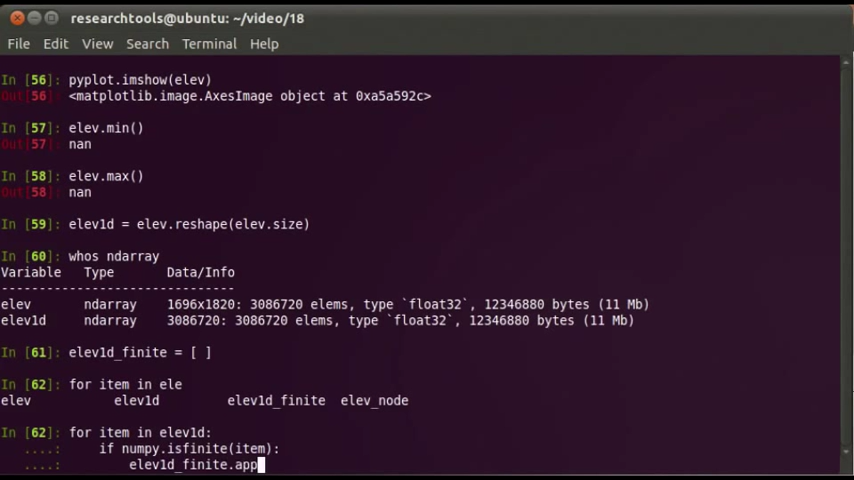 researchtools@ubuntu: ~/video/18
File Edit View Search Terminal Help
In [56]: pyplot.imshow(elev)
Out[56]: <matplotlib.image.AxesImage object at 0xa5a592c>
In [57]: elev.min()
Out[57]: nan
In [58]: elev.max()
Out[58]: nan
In [59]: elev1d = elev.reshape(elev.size)
In [60]: whos ndarray
Variable   Type       Data/Info
-------------------------------
elev       ndarray    1696x1820: 3086720 elems, type `float32`, 12346880 bytes (11 Mb)
elev1d     ndarray    3086720: 3086720 elems, type `float32`, 12346880 bytes (11 Mb)
In [61]: elev1d_finite = [ ]
In [62]: for item in ele
elev           elev1d         elev1d_finite  elev_node
In [62]: for item in elev1d:
   ....:     if numpy.isfinite(item):
   ....:         elev1d_finite.app